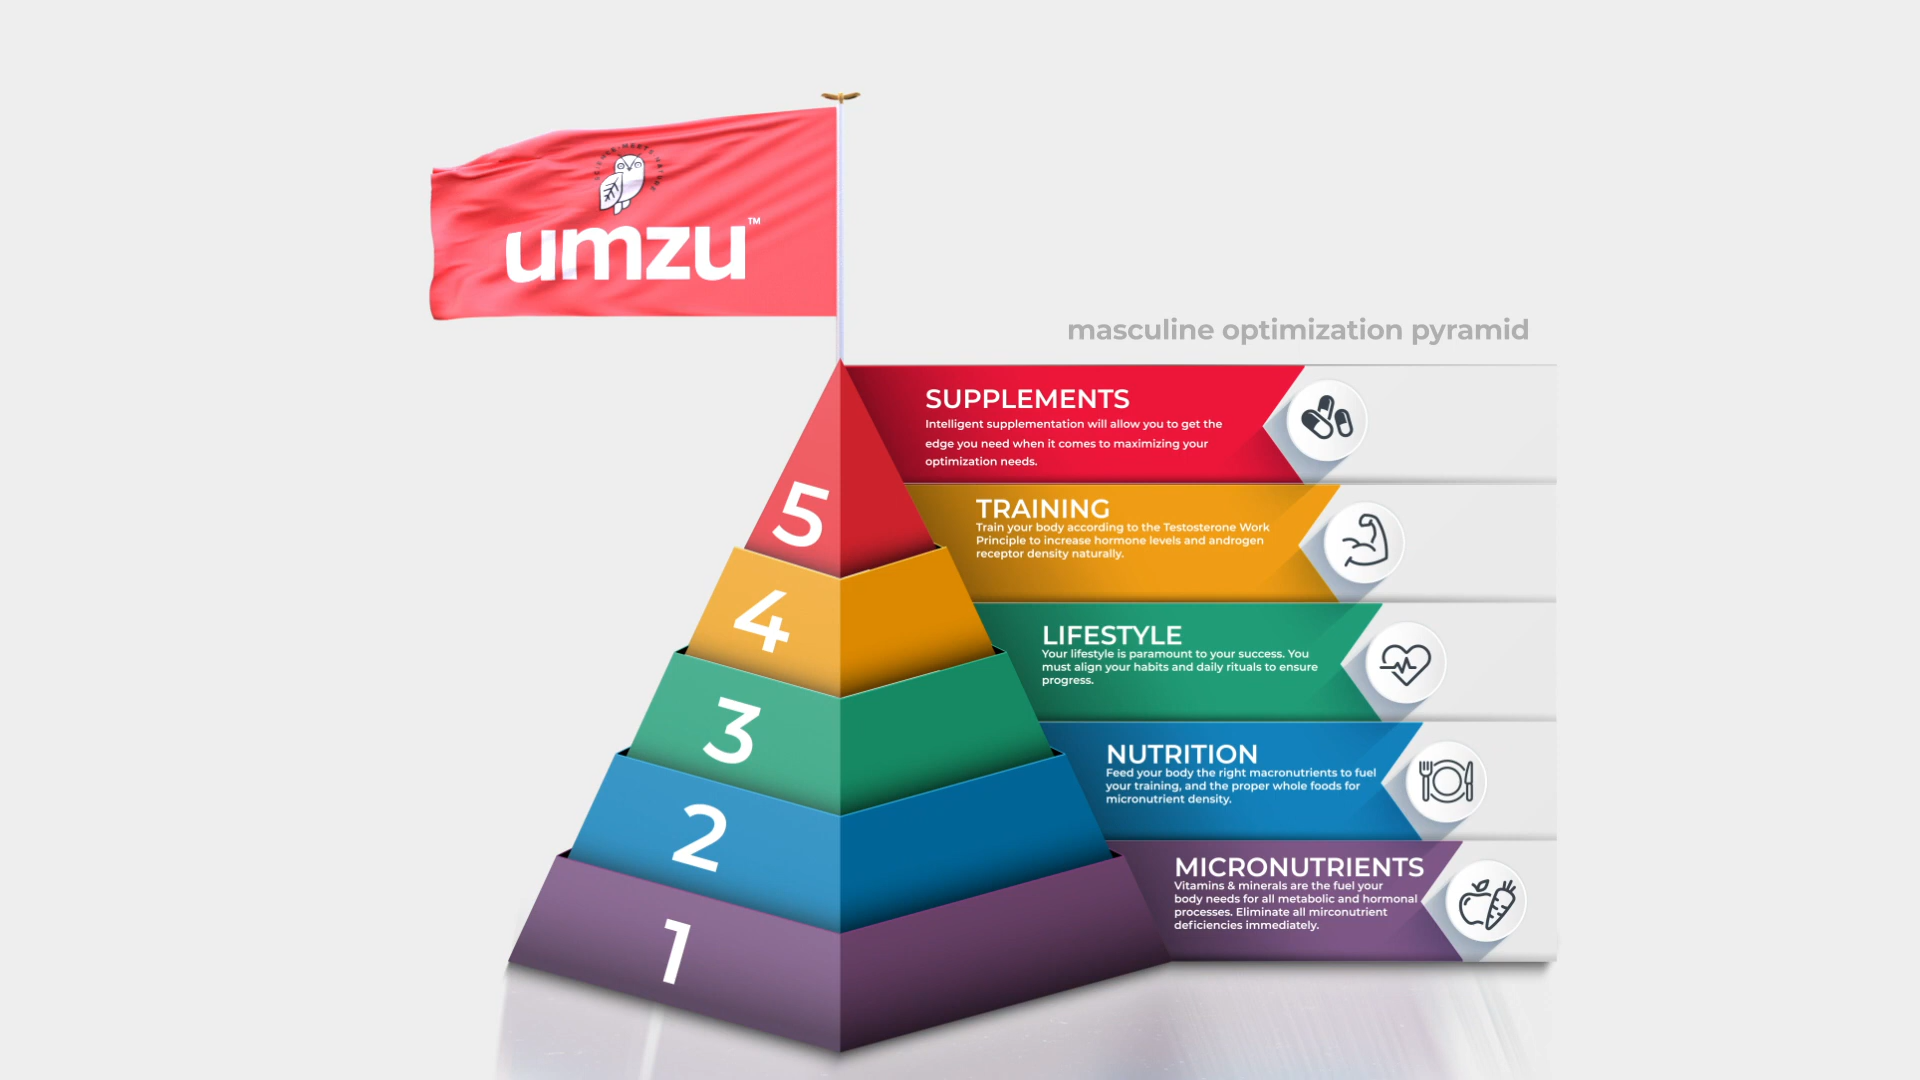 SCIENCE • MEETS • NATURE
umzu™
masculine optimization pyramid
SUPPLEMENTS
Intelligent supplementation will allow you to get the
edge you need when it comes to maximizing your
optimization needs.
5
TRAINING
Train your body according to the Testosterone Work
Principle to increase hormone levels and androgen
receptor density naturally.
4
LIFESTYLE
Your lifestyle is paramount to your success. You
must align your habits and daily rituals to ensure
progress.
3
NUTRITION
Feed your body the right macronutrients to fuel
your training, and the proper whole foods for
micronutrient density.
2
MICRONUTRIENTS
Vitamins & minerals are the fuel your
body needs for all metabolic and hormonal
processes. Eliminate all mirconutrient
deficiencies immediately.
1